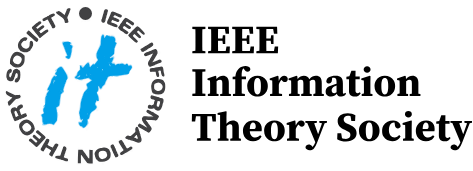 IEEE INFORMATION THEORY SOCIETY
it
IEEE
Information
Theory Society